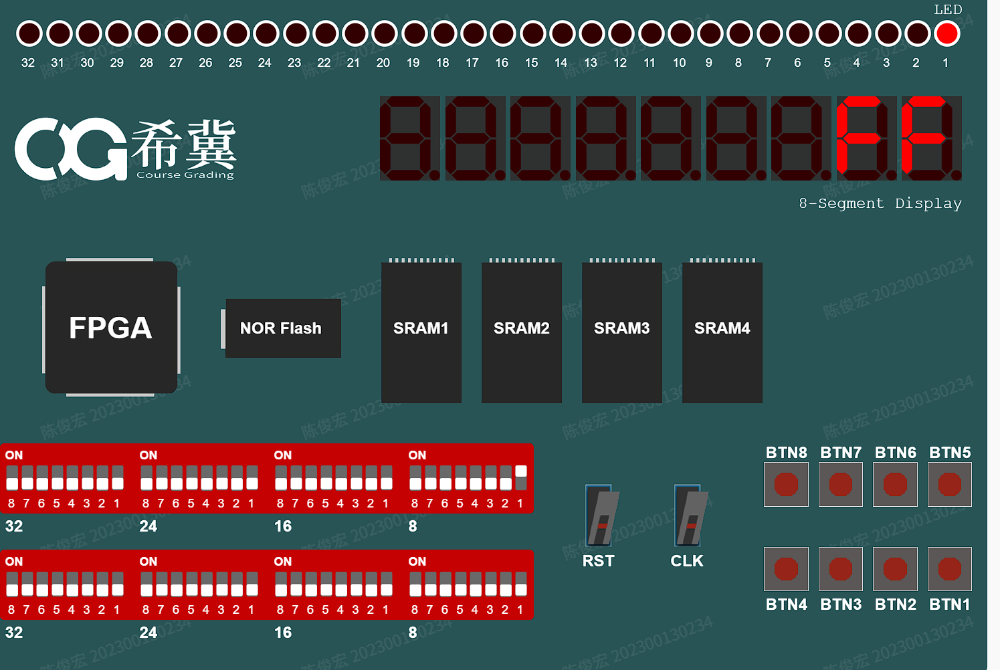 LED
32 31 30 29 28 27 26 25 24 23 22 21 20 19 18 17 16 15 14 13 12 11 10 9 8 7 6 5 4 3 2 1
CG 希冀
Course Grading
FF
8-Segment Display
FPGA
NOR Flash
SRAM1
SRAM2
SRAM3
SRAM4
ON ON ON ON
8 7 6 5 4 3 2 1 8 7 6 5 4 3 2 1 8 7 6 5 4 3 2 1 8 7 6 5 4 3 2 1
32 24 16 8
ON ON ON ON
8 7 6 5 4 3 2 1 8 7 6 5 4 3 2 1 8 7 6 5 4 3 2 1 8 7 6 5 4 3 2 1
32 24 16 8
RST CLK
BTN8 BTN7 BTN6 BTN5
BTN4 BTN3 BTN2 BTN1
陈俊宏 202300130234